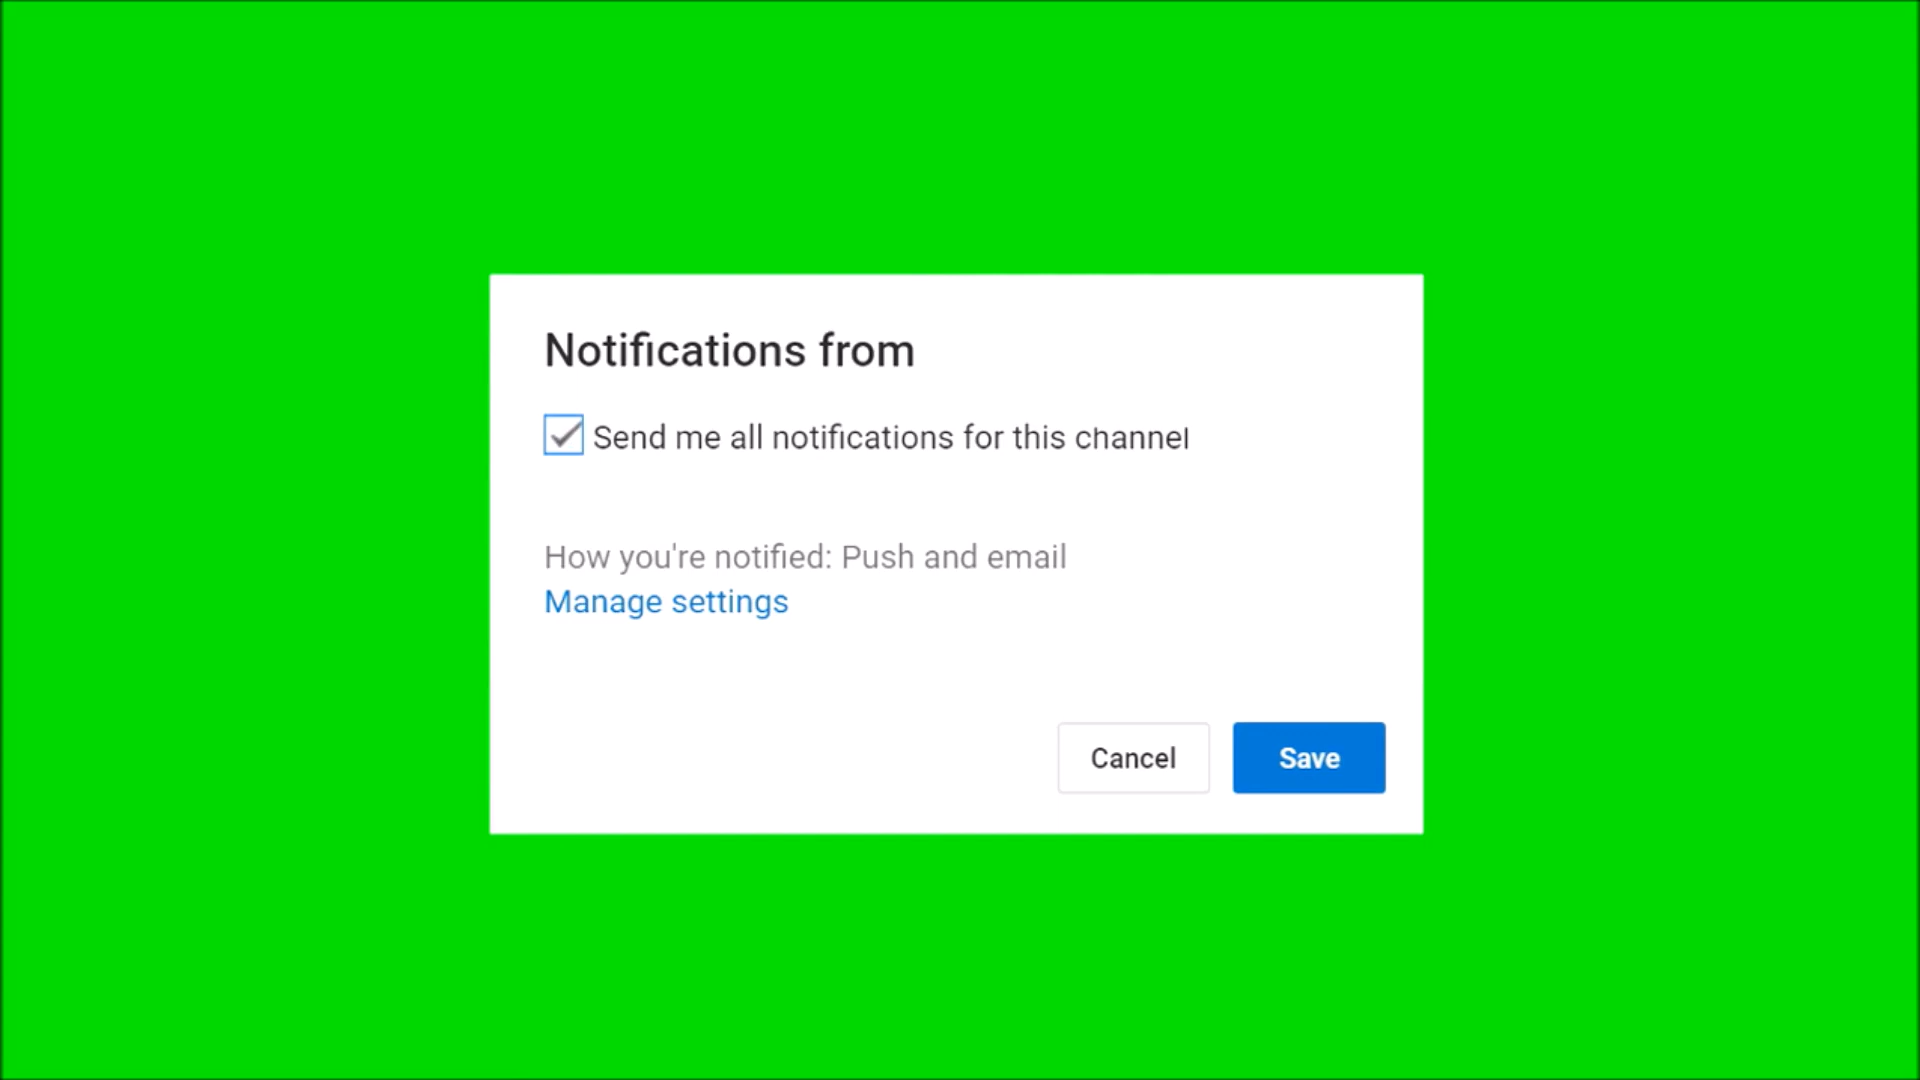 Notifications from
Send me all notifications for this channel
How you're notified: Push and email
Manage settings
Cancel
Save